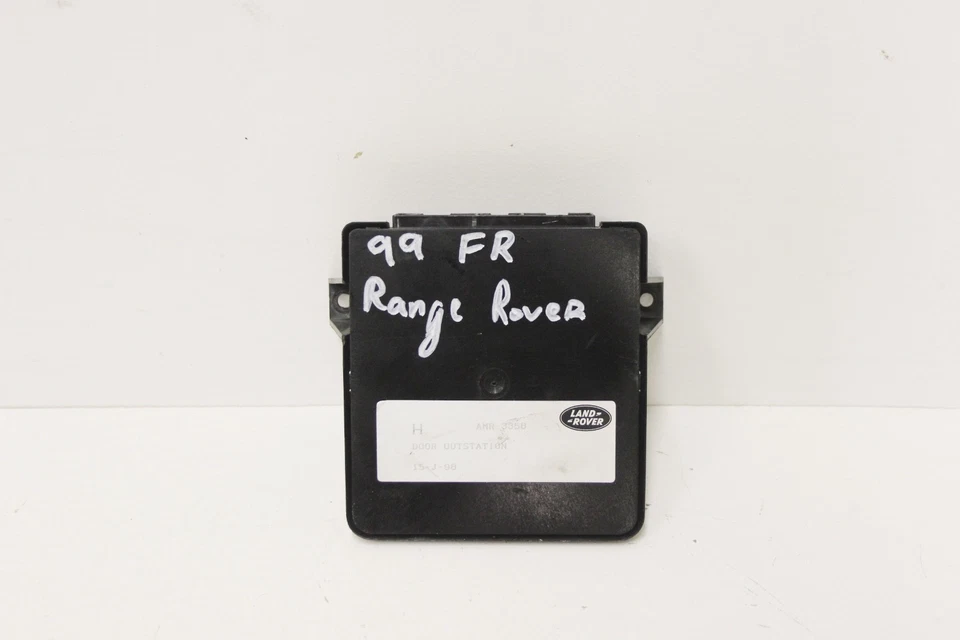 99 FR
Range Rover
LAND-
-ROVER
H AMR
DOOR OUTSTATION